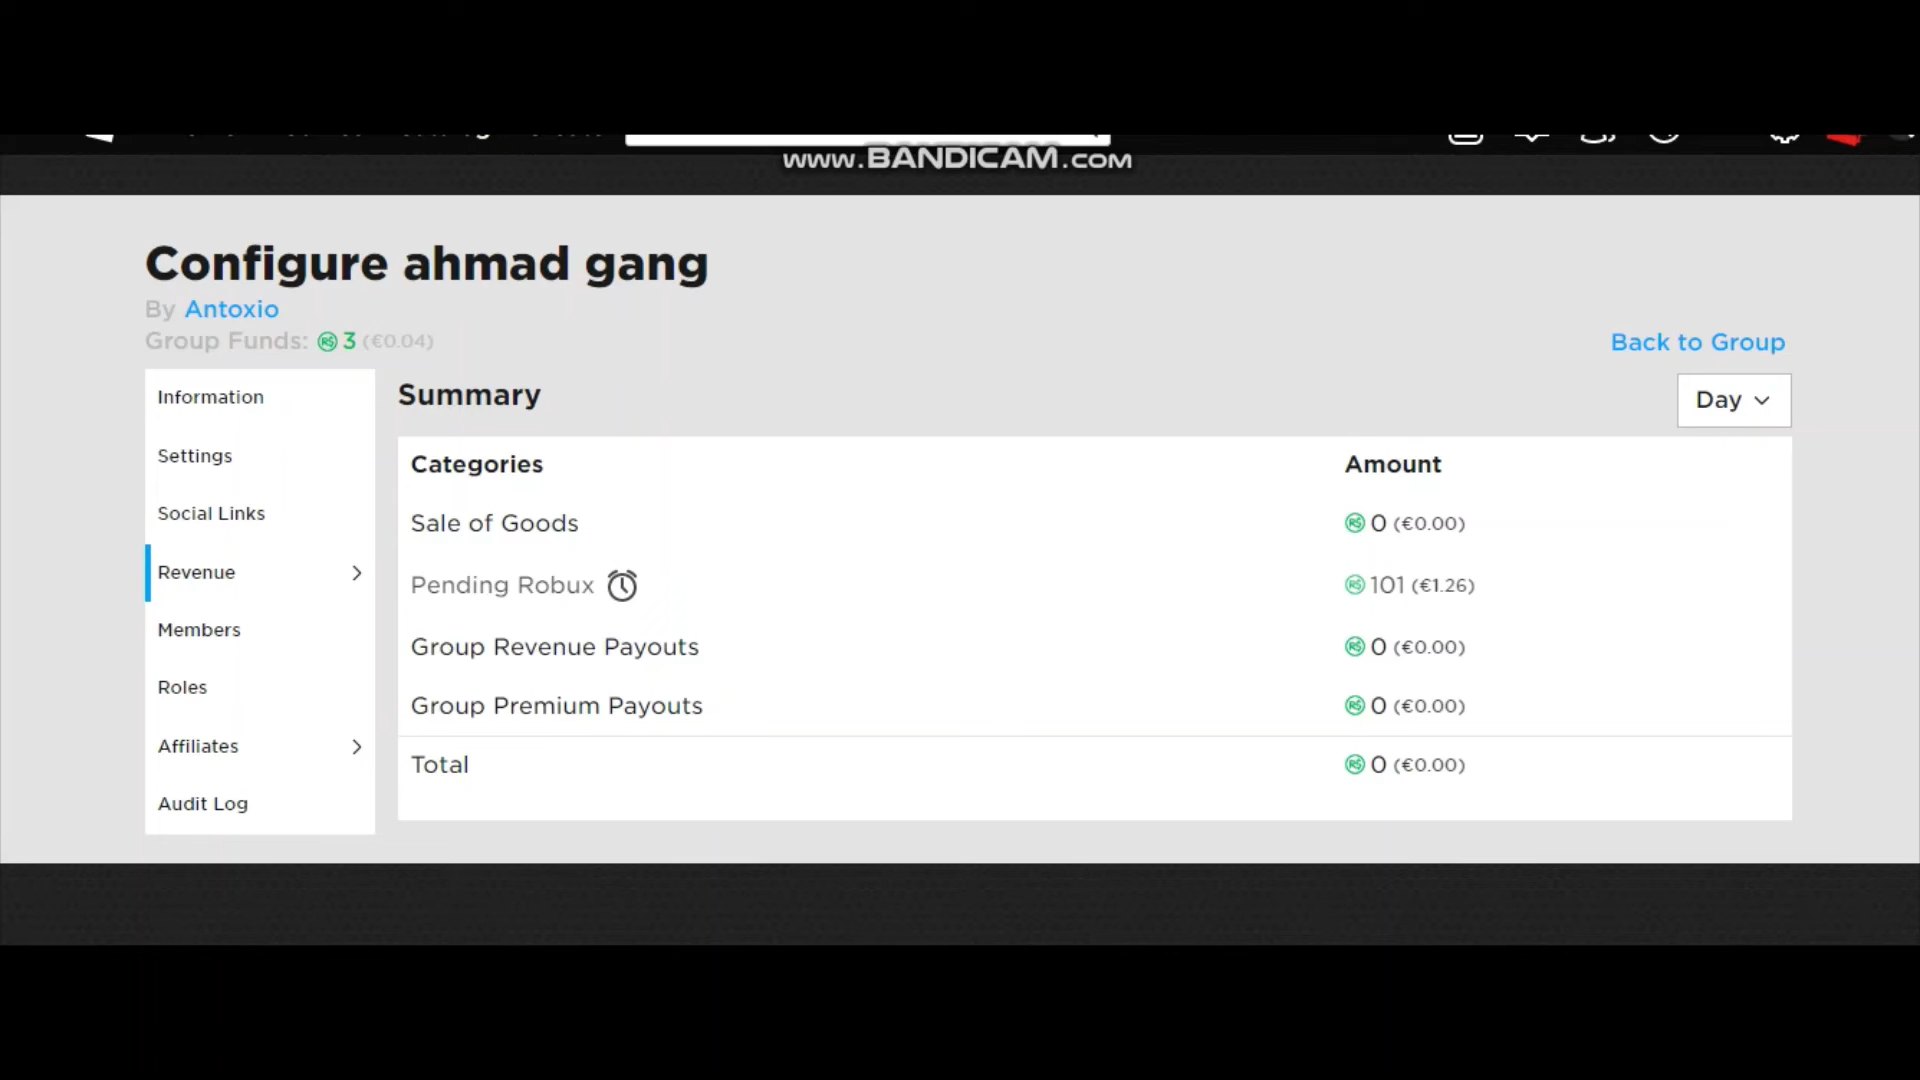 www.BANDICAM.com
Configure ahmad gang
By Antoxio
Group Funds: 3 (€0.04)
Back to Group
Information
Settings
Social Links
Revenue
Members
Roles
Affiliates
Audit Log
Summary
Day
Categories Amount
Sale of Goods 0 (€0.00)
Pending Robux 101 (€1.26)
Group Revenue Payouts 0 (€0.00)
Group Premium Payouts 0 (€0.00)
Total 0 (€0.00)